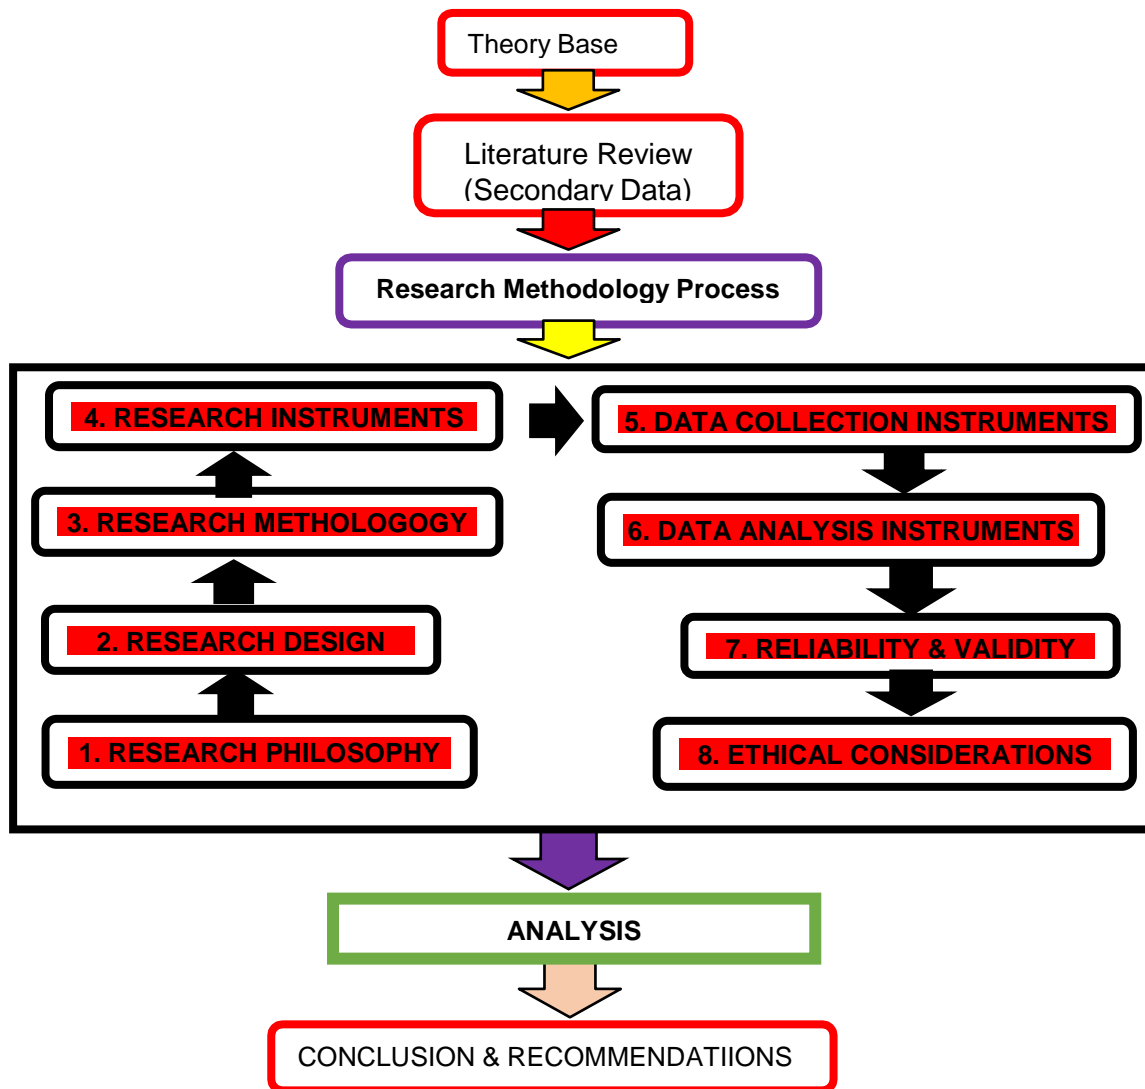 Theory Base
Literature Review
(Secondary Data)
Research Methodology Process
4. RESEARCH INSTRUMENTS
5. DATA COLLECTION INSTRUMENTS
3. RESEARCH METHOLOGOGY
6. DATA ANALYSIS INSTRUMENTS
2. RESEARCH DESIGN
7. RELIABILITY & VALIDITY
1. RESEARCH PHILOSOPHY
8. ETHICAL CONSIDERATIONS
ANALYSIS
CONCLUSION & RECOMMENDATIIONS